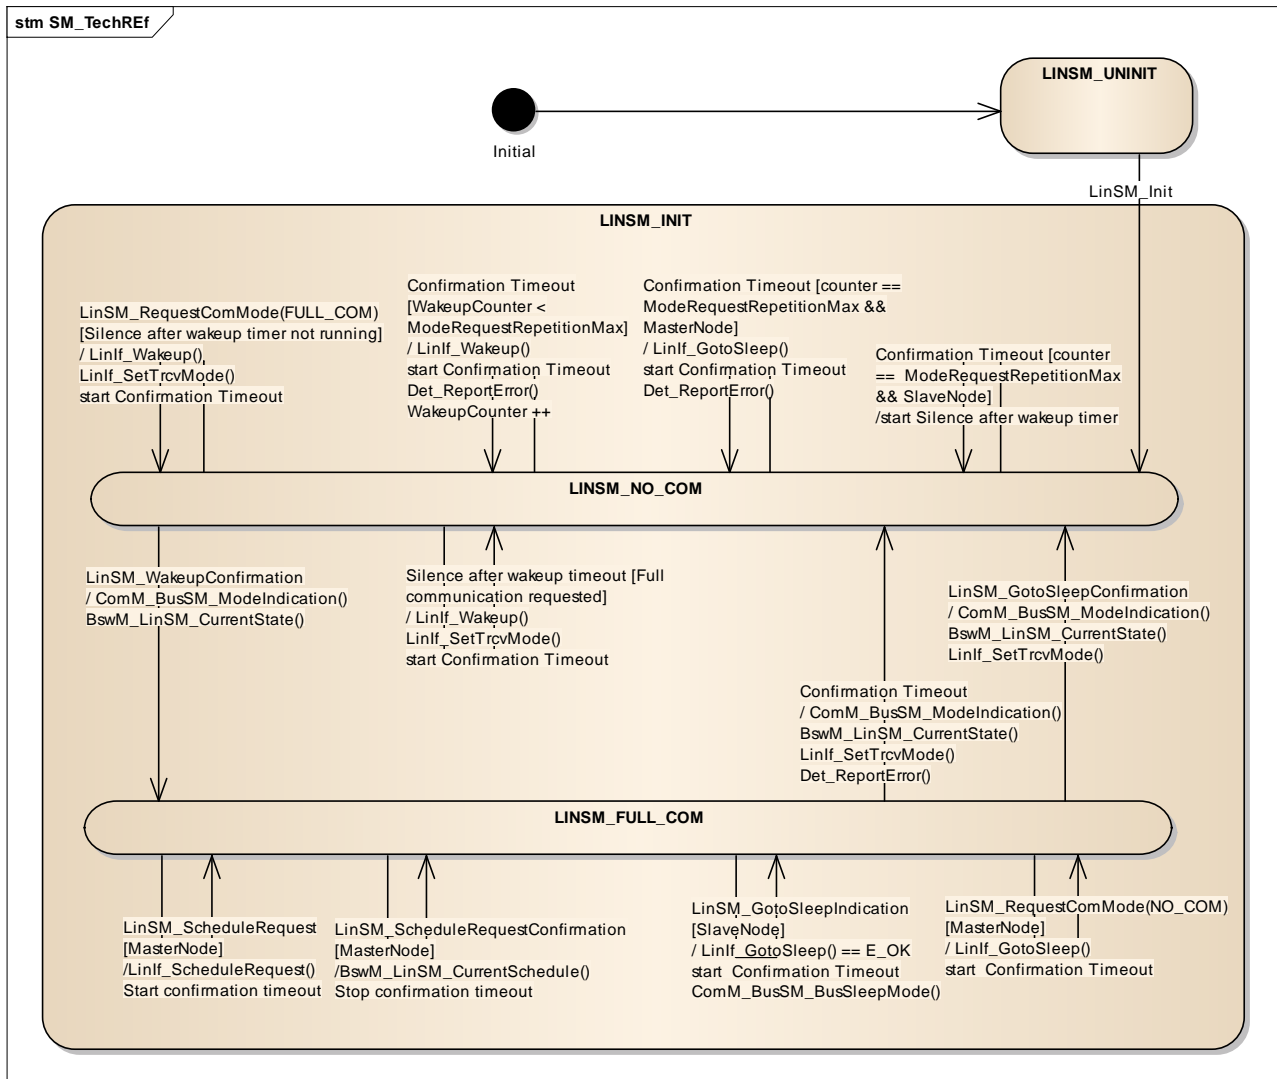 stm SM_TechREf
LINSM_UNINIT
Initial
LinSM_Init
LINSM_INIT
LinSM_RequestComMode(FULL_COM)
[Silence after wakeup timer not running]
/ LinIf_Wakeup()
LinIf_SetTrcvMode()
start Confirmation Timeout
Confirmation Timeout
[WakeupCounter <
ModeRequestRepetitionMax]
/ LinIf_Wakeup()
start Confirmation Timeout
Det_ReportError()
WakeupCounter ++
Confirmation Timeout [counter ==
ModeRequestRepetitionMax &&
MasterNode]
/ LinIf_GotoSleep()
start Confirmation Timeout
Det_ReportError()
Confirmation Timeout [counter
== ModeRequestRepetitionMax
&& SlaveNode]
/start Silence after wakeup timer
LINSM_NO_COM
LinSM_WakeupConfirmation
/ ComM_BusSM_ModeIndication()
BswM_LinSM_CurrentState()
Silence after wakeup timeout [Full
communication requested]
/ LinIf_Wakeup()
LinIf_SetTrcvMode()
start Confirmation Timeout
LinSM_GotoSleepConfirmation
/ ComM_BusSM_ModeIndication()
BswM_LinSM_CurrentState()
LinIf_SetTrcvMode()
Confirmation Timeout
/ ComM_BusSM_ModeIndication()
BswM_LinSM_CurrentState()
LinIf_SetTrcvMode()
Det_ReportError()
LINSM_FULL_COM
LinSM_ScheduleRequest
[MasterNode]
/LinIf_ScheduleRequest()
Start confirmation timeout
LinSM_ScheduleRequestConfirmation
[MasterNode]
/BswM_LinSM_CurrentSchedule()
Stop confirmation timeout
LinSM_GotoSleepIndication
[SlaveNode]
/ LinIf_GotoSleep() == E_OK
start Confirmation Timeout
ComM_BusSM_BusSleepMode()
LinSM_RequestComMode(NO_COM)
[MasterNode]
/ LinIf_GotoSleep()
start Confirmation Timeout